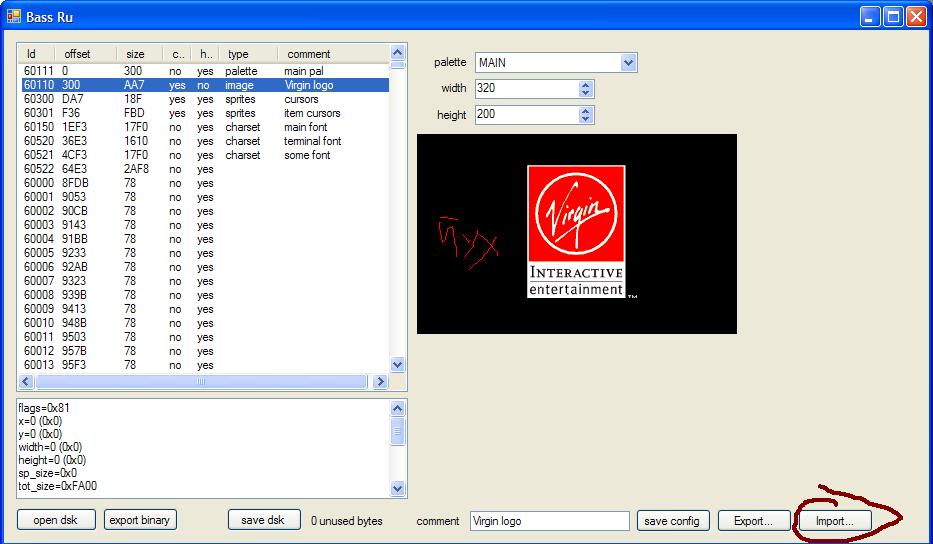 Bass Ru
Id offset size c.. h.. type comment
60111 0 300 no yes palette main pal
60110 300 AA7 yes no image Virgin logo
60300 DA7 18F yes yes sprites cursors
60301 F36 FBD yes yes sprites item cursors
60150 1EF3 17F0 no yes charset main font
60520 36E3 1610 no yes charset terminal font
60521 4CF3 17F0 no yes charset some font
60522 64E3 2AF8 no yes
60000 8FDB 78 no yes
60001 9053 78 no yes
60002 90CB 78 no yes
60003 9143 78 no yes
60004 91BB 78 no yes
60005 9233 78 no yes
60006 92AB 78 no yes
60007 9323 78 no yes
60008 939B 78 no yes
60009 9413 78 no yes
60010 948B 78 no yes
60011 9503 78 no yes
60012 957B 78 no yes
60013 95F3 78 no yes
palette MAIN
width 320
height 200
Пух
Virgin
INTERACTIVE
entertainment™
flags=0x81
x=0 (0x0)
y=0 (0x0)
width=0 (0x0)
height=0 (0x0)
sp_size=0x0
tot_size=0xFA00
open dsk export binary save dsk 0 unused bytes comment Virgin logo save config Export... Import...